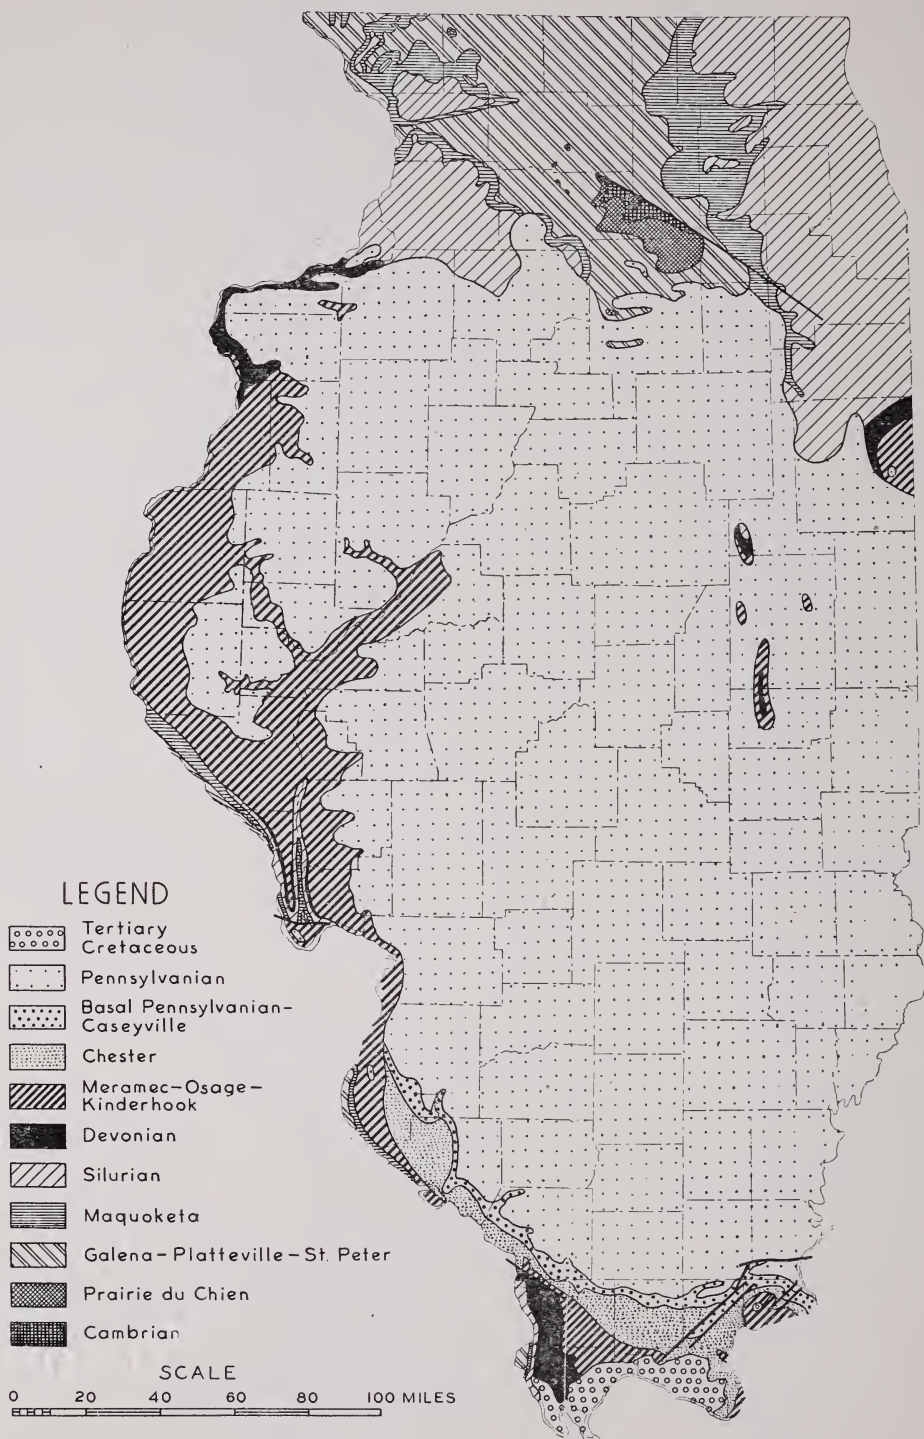 LEGEND
Tertiary
Cretaceous
Pennsylvanian
Basal Pennsylvanian-
Caseyville
Chester
Meramec-Osage-
Kinderhook
Devonian
Silurian
Maquoketa
Galena-Platteville-St. Peter
Prairie du Chien
Cambrian
SCALE
0 20 40 60 80 100 MILES